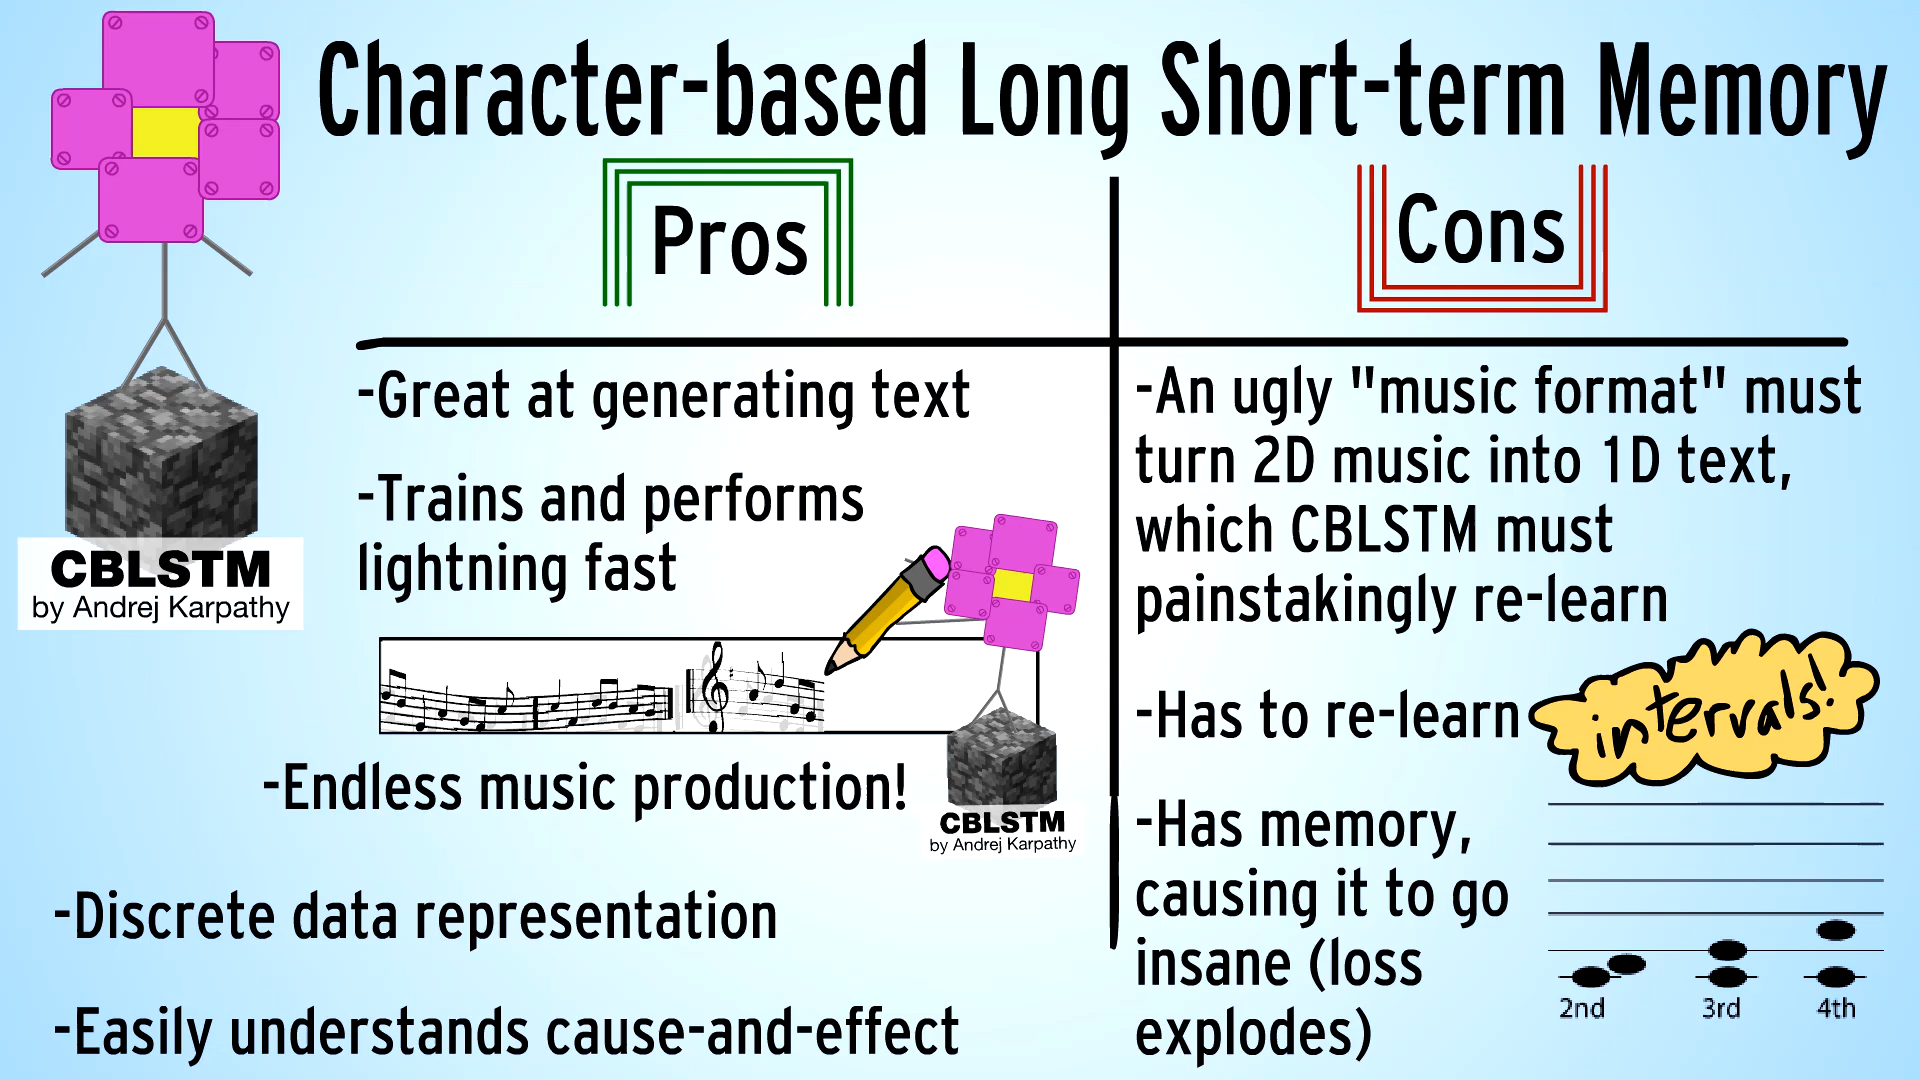 Character-based Long Short-term Memory
Pros
Cons
-Great at generating text
-Trains and performs
lightning fast
-Endless music production!
-Discrete data representation
-Easily understands cause-and-effect
CBLSTM
by Andrej Karpathy
CBLSTM
by Andrej Karpathy
-An ugly "music format" must
turn 2D music into 1D text,
which CBLSTM must
painstakingly re-learn
-Has to re-learn intervals!
-Has memory,
causing it to go
insane (loss
explodes)
2nd 3rd 4th